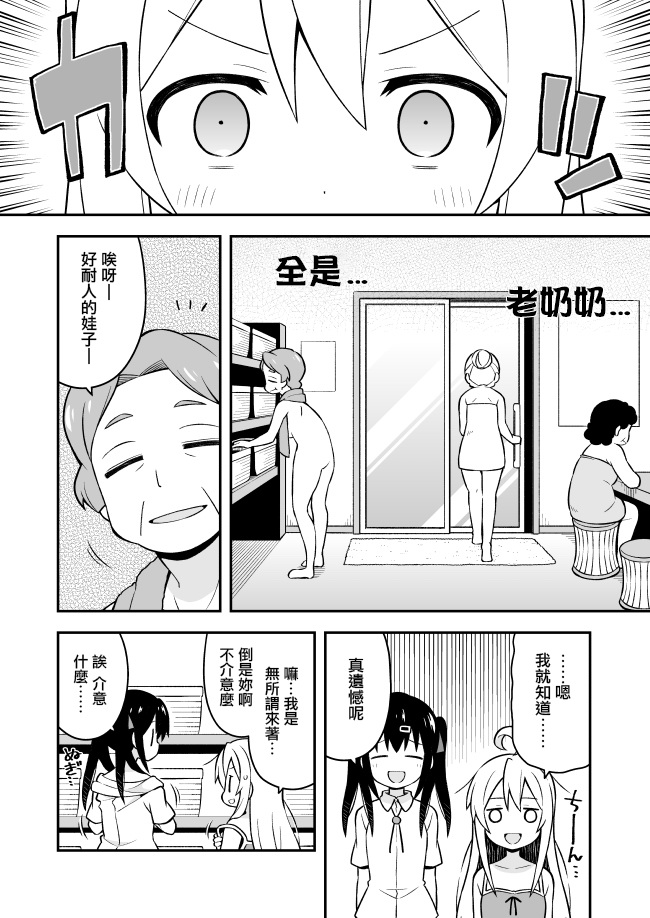 カッ
全是...
老奶奶...
唉呀—
好耐人的娃子—
......嗯
我就知道......
真遺憾呢
ちーん...
嘛...我是
無所謂來著...
倒是妳啊
不介意麼
誒 介意
什麼......
ぬぎ...